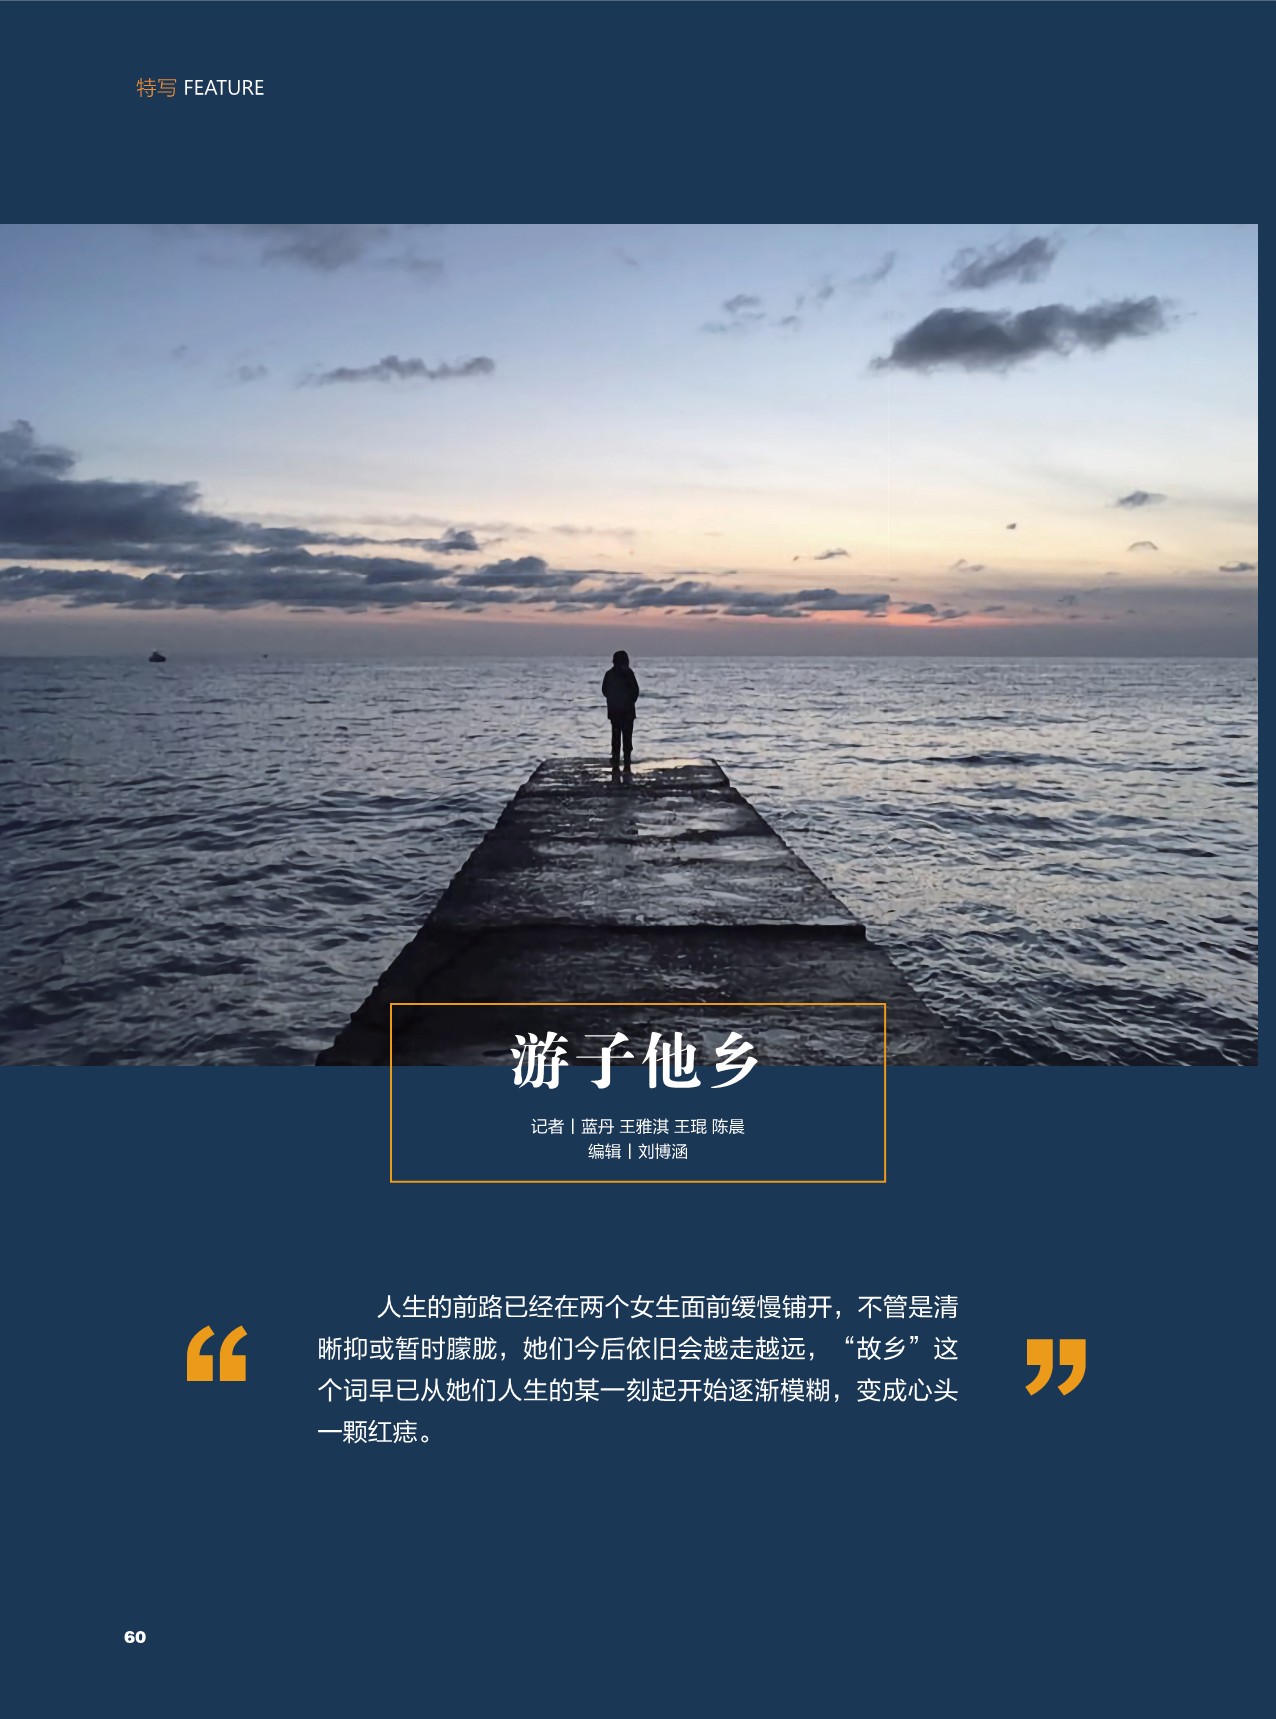 特写 FEATURE
游子他乡
记者丨蓝丹 王雅淇 王琨 陈晨
编辑丨刘博涵
“
人生的前路已经在两个女生面前缓慢铺开，不管是清
晰抑或暂时朦胧，她们今后依旧会越走越远，“故乡”这
个词早已从她们人生的某一刻起开始逐渐模糊，变成心头
一颗红痣。
”
60